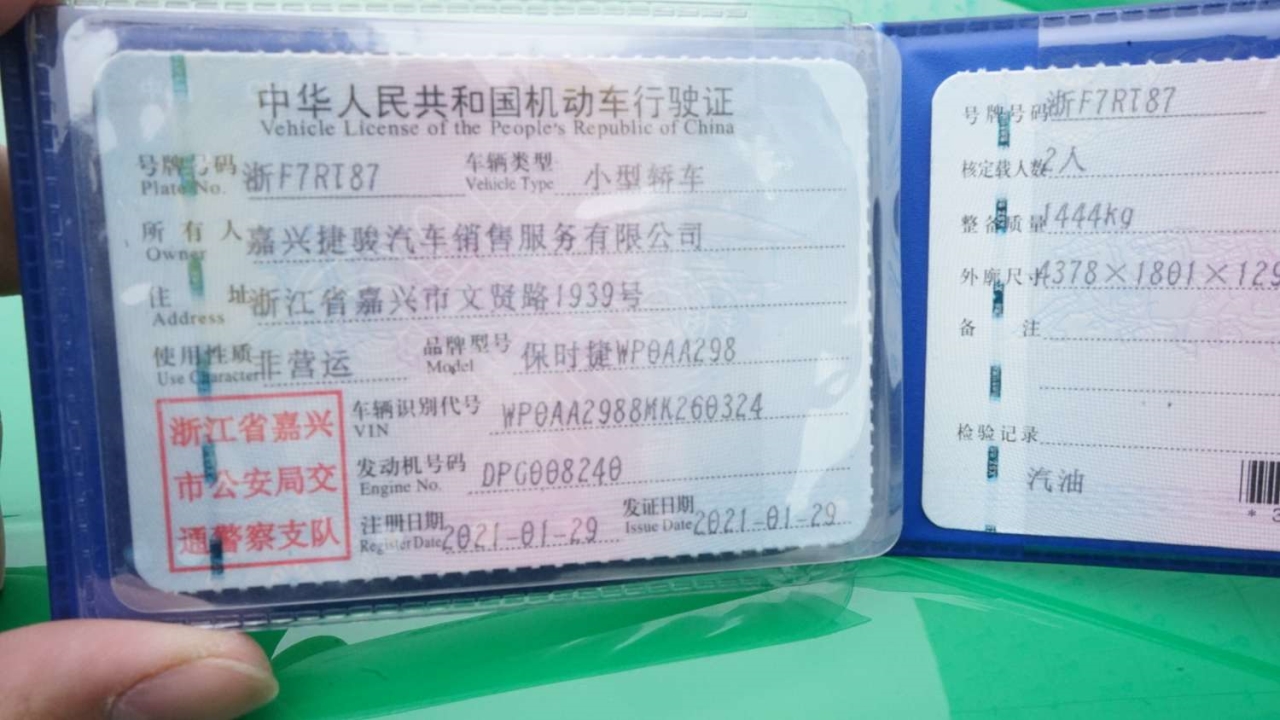 中华人民共和国机动车行驶证
Vehicle License of the People's Republic of China
号牌号码 浙F7RT87 车辆类型 小型轿车
Plate No. Vehicle Type
所有人 嘉兴捷骏汽车销售服务有限公司
Owner
住址 浙江省嘉兴市文贤路1939号
Address
使用性质 非营运 品牌型号 保时捷WP0AA298
Use Character Model
浙江省嘉兴
市公安局交
通警察支队
车辆识别代号 WP0AA2988MK260324
VIN
发动机号码 DPG008240
Engine No.
注册日期 2021-01-29 发证日期 2021-01-29
Register Date Issue Date
号牌号码 浙F7RT87
核定载人数 2人
整备质量 1444kg
外廓尺寸 4378×1801×129
备注
检验记录
汽油